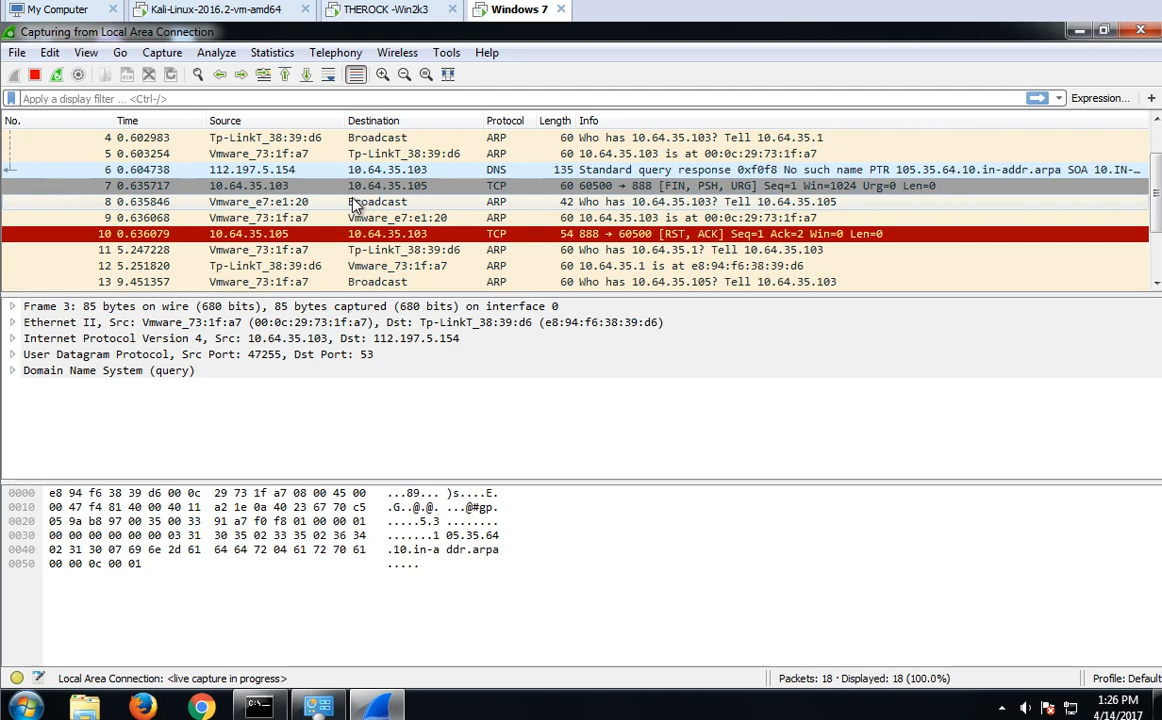 My Computer Kali-Linux-2016.2-vm-amd64 THEROCK -Win2k3 Windows 7
Capturing from Local Area Connection
File Edit View Go Capture Analyze Statistics Telephony Wireless Tools Help
Apply a display filter ... <Ctrl-/> Expression...
No. Time Source Destination Protocol Length Info
4 0.602983 Tp-LinkT_38:39:d6 Broadcast ARP 60 Who has 10.64.35.103? Tell 10.64.35.1
5 0.603254 Vmware_73:1f:a7 Tp-LinkT_38:39:d6 ARP 60 10.64.35.103 is at 00:0c:29:73:1f:a7
6 0.604738 112.197.5.154 10.64.35.103 DNS 135 Standard query response 0xf0f8 No such name PTR 105.35.64.10.in-addr.arpa SOA 10.IN-…
7 0.635717 10.64.35.103 10.64.35.105 TCP 60 60500 → 888 [FIN, PSH, URG] Seq=1 Win=1024 Urg=0 Len=0
8 0.635846 Vmware_e7:e1:20 Broadcast ARP 42 Who has 10.64.35.103? Tell 10.64.35.105
9 0.636068 Vmware_73:1f:a7 Vmware_e7:e1:20 ARP 60 10.64.35.103 is at 00:0c:29:73:1f:a7
10 0.636079 10.64.35.105 10.64.35.103 TCP 54 888 → 60500 [RST, ACK] Seq=1 Ack=2 Win=0 Len=0
11 5.247228 Vmware_73:1f:a7 Tp-LinkT_38:39:d6 ARP 60 Who has 10.64.35.1? Tell 10.64.35.103
12 5.251820 Tp-LinkT_38:39:d6 Vmware_73:1f:a7 ARP 60 10.64.35.1 is at e8:94:f6:38:39:d6
13 9.451357 Vmware_73:1f:a7 Broadcast ARP 60 Who has 10.64.35.105? Tell 10.64.35.103
Frame 3: 85 bytes on wire (680 bits), 85 bytes captured (680 bits) on interface 0
Ethernet II, Src: Vmware_73:1f:a7 (00:0c:29:73:1f:a7), Dst: Tp-LinkT_38:39:d6 (e8:94:f6:38:39:d6)
Internet Protocol Version 4, Src: 10.64.35.103, Dst: 112.197.5.154
User Datagram Protocol, Src Port: 47255, Dst Port: 53
Domain Name System (query)
0000 e8 94 f6 38 39 d6 00 0c 29 73 1f a7 08 00 45 00 ...89... )s....E.
0010 00 47 f4 81 40 00 40 11 a2 1e 0a 40 23 67 70 c5 .G..@.@. ...@#gp.
0020 05 9a b8 97 00 35 00 33 91 a7 f0 f8 01 00 00 01 .....5.3 ........
0030 00 00 00 00 00 00 03 31 30 35 02 33 35 02 36 34 .......1 05.35.64
0040 02 31 30 07 69 6e 2d 61 64 64 72 04 61 72 70 61 .10.in-a ddr.arpa
0050 00 00 0c 00 01 .....
Local Area Connection: <live capture in progress> Packets: 18 · Displayed: 18 (100.0%) Profile: Default
C:\_
1:26 PM
4/14/2017